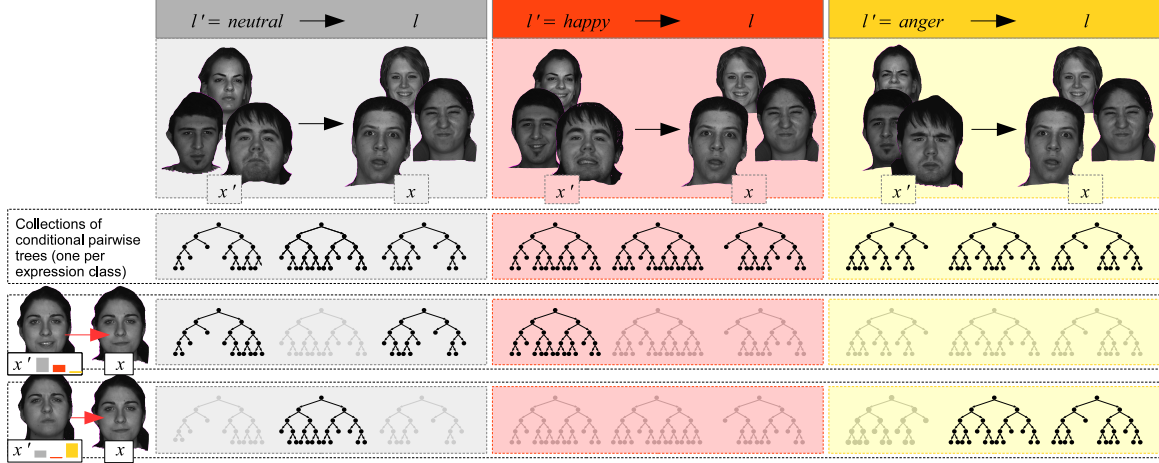 l' = neutral → l
l' = happy → l
l' = anger → l
x' x
x' x
x' x
Collections of
conditional pairwise
trees (one per
expression class)
x' x
x' x